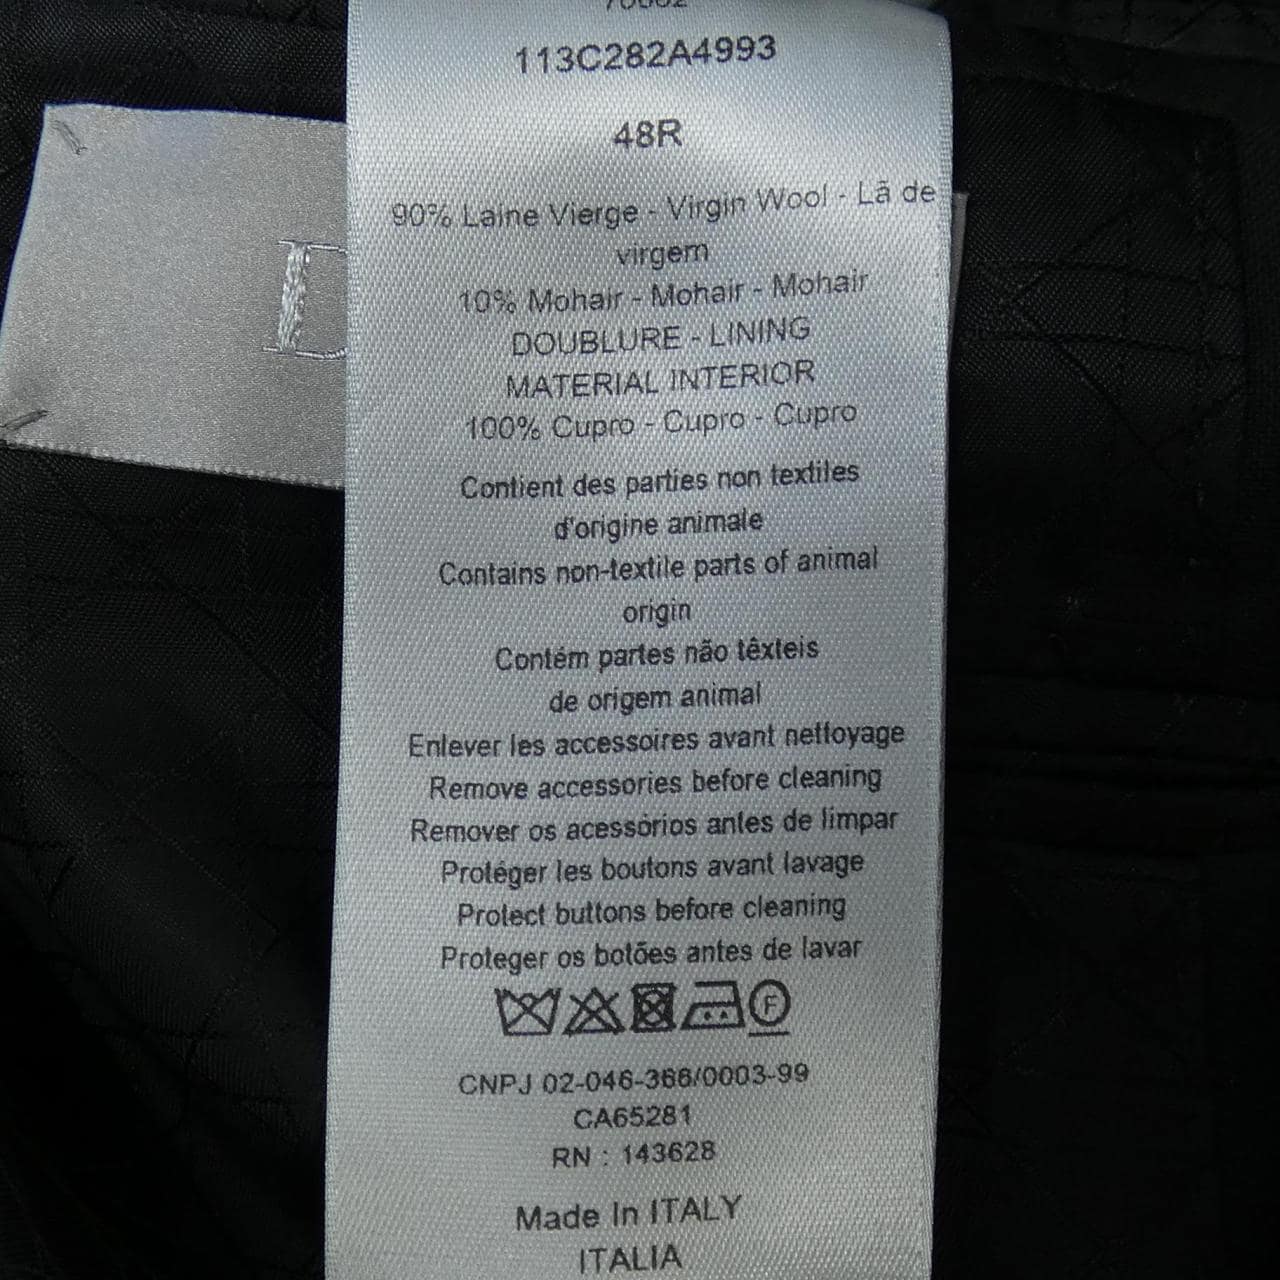 113C282A4993
48R
90% Laine Vierge - Virgin Wool - Lã de
virgem
10% Mohair - Mohair - Mohair
DOUBLURE - LINING
MATERIAL INTERIOR
100% Cupro - Cupro - Cupro
Contient des parties non textiles
d'origine animale
Contains non-textile parts of animal
origin
Contém partes não têxteis
de origem animal
Enlever les accessoires avant nettoyage
Remove accessories before cleaning
Remover os acessórios antes de limpar
Protéger les boutons avant lavage
Protect buttons before cleaning
Proteger os botões antes de lavar
F
CNPJ 02-046-366/0003-99
CA65281
RN : 143628
Made In ITALY
ITALIA
D